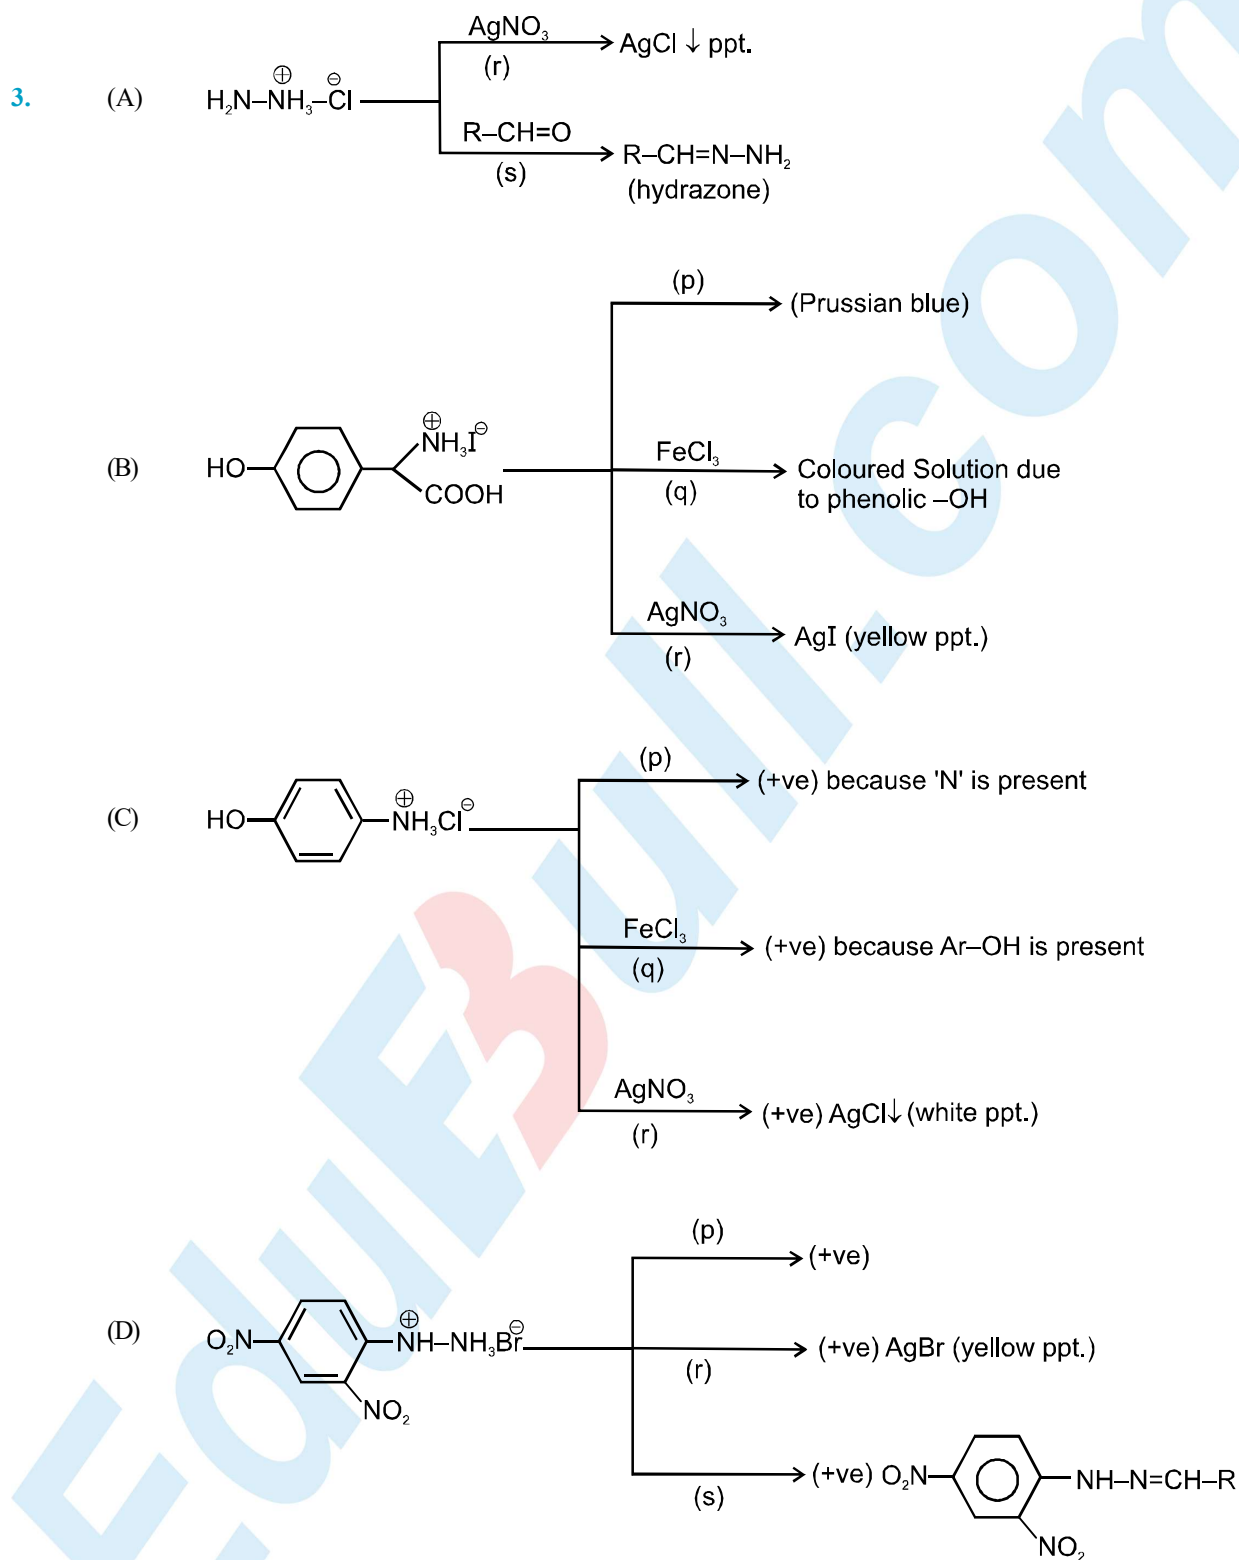 3. (A) H₂N–NH₃–Cl ⊕ ⊖
AgNO₃
(r)
AgCl ↓ ppt.
R–CH=O
(s)
R–CH=N–NH₂
(hydrazone)
(B) HO NH₃I ⊕ ⊖
COOH
(p)
(Prussian blue)
FeCl₃
(q)
Coloured Solution due
to phenolic –OH
AgNO₃
(r)
AgI (yellow ppt.)
(C) HO NH₃Cl ⊕ ⊖
(p)
(+ve) because 'N' is present
FeCl₃
(q)
(+ve) because Ar–OH is present
AgNO₃
(r)
(+ve) AgCl↓ (white ppt.)
(D) O₂N NH–NH₃Br ⊕ ⊖
NO₂
(p)
(+ve)
(r)
(+ve) AgBr (yellow ppt.)
(s)
(+ve) O₂N NH–N=CH–R
NO₂
EduBull.com